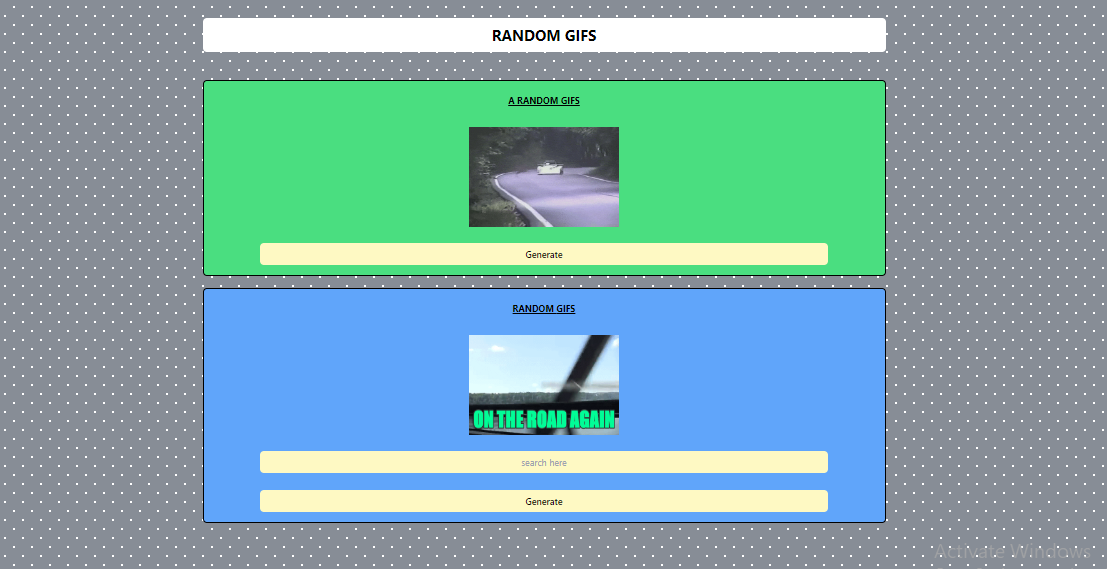 RANDOM GIFS
A RANDOM GIFS
Generate
RANDOM GIFS
ON THE ROAD AGAIN
search here
Generate
Activate Windows